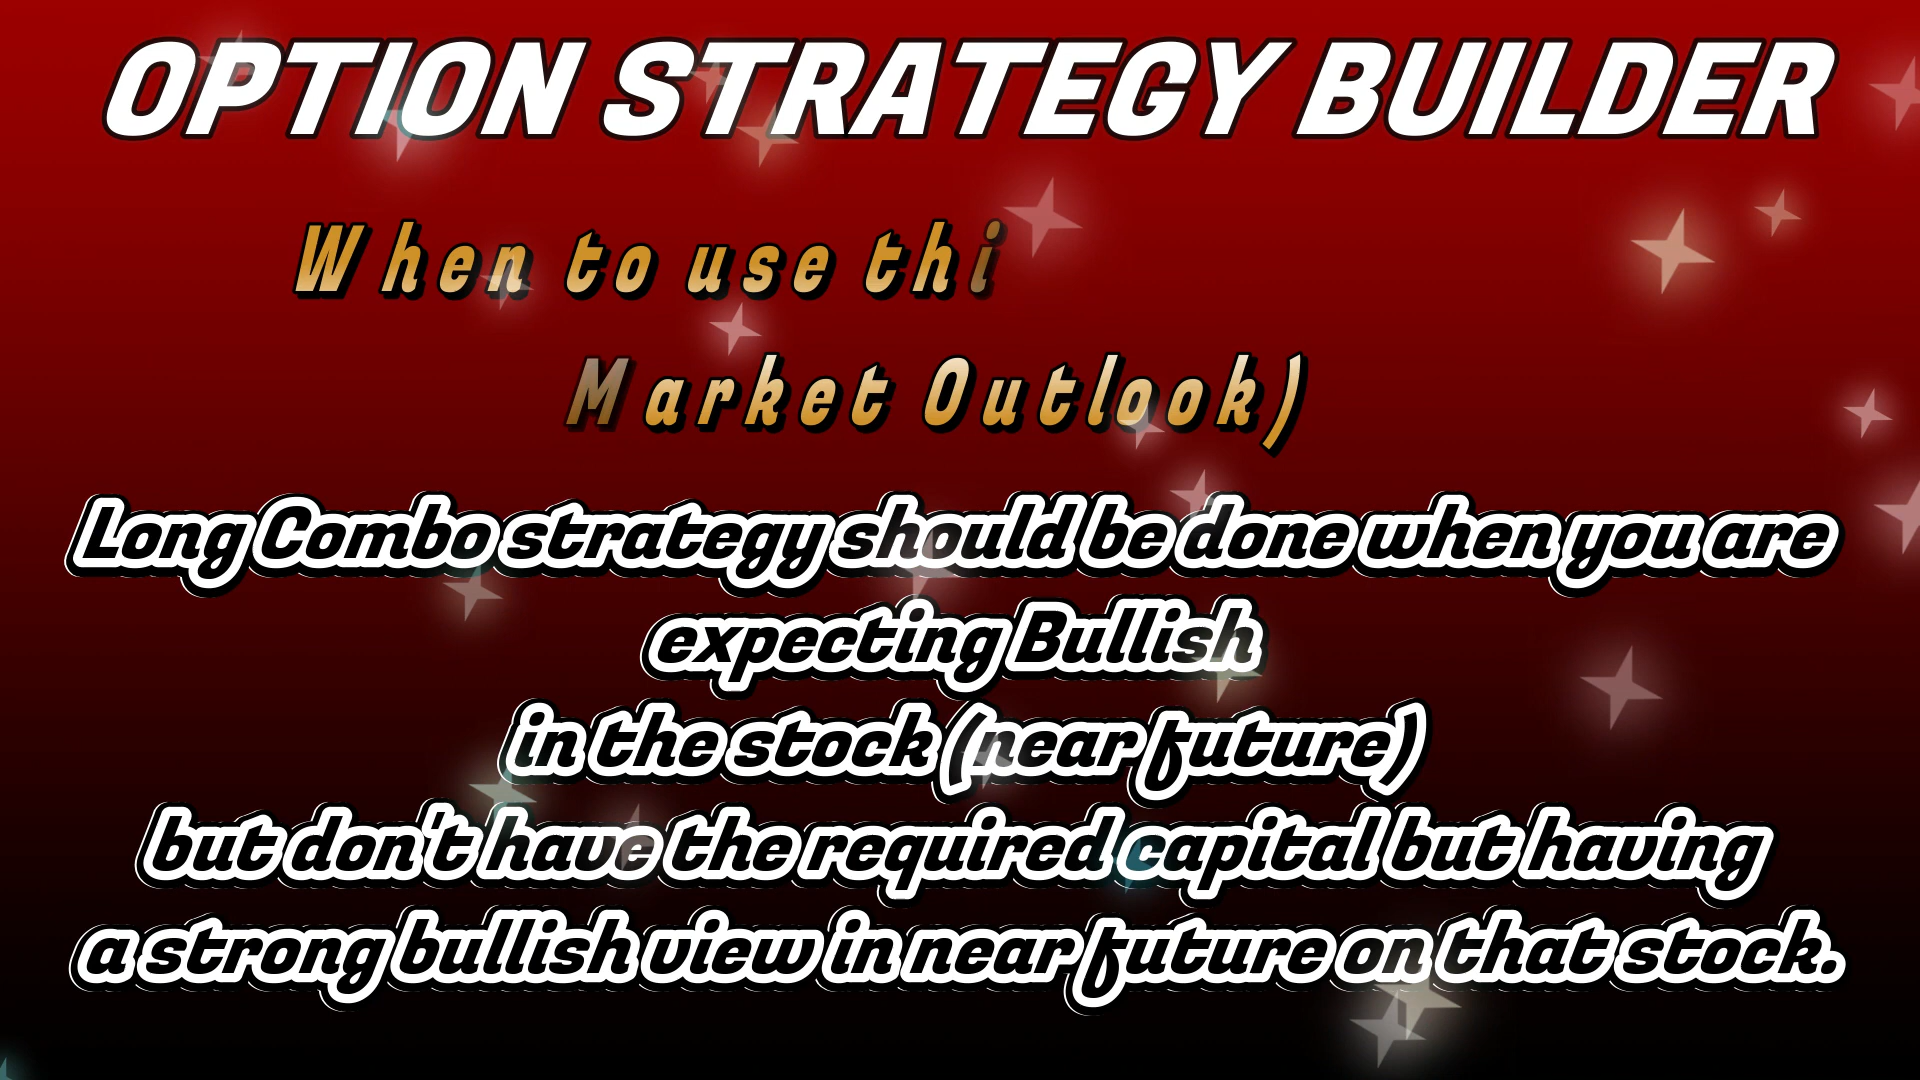 OPTION STRATEGY BUILDER
When to use thi
Market Outlook)
Long Combo strategy should be done when you are
expecting Bullish
in the stock (near future)
but don't have the required capital but having
a strong bullish view in near future on that stock.